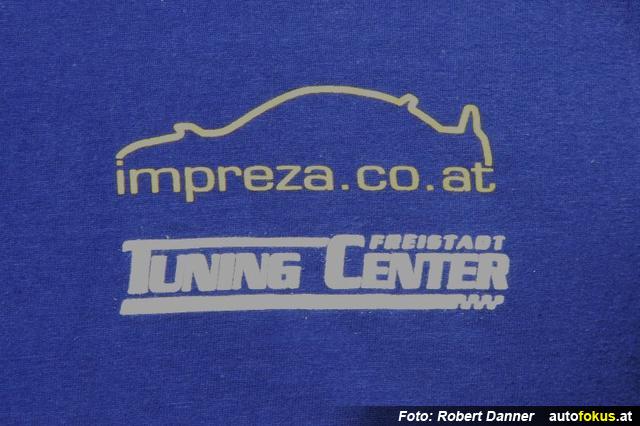 impreza.co.at
FREISTADT
TUNING CENTER
Foto: Robert Danner autofokus.at